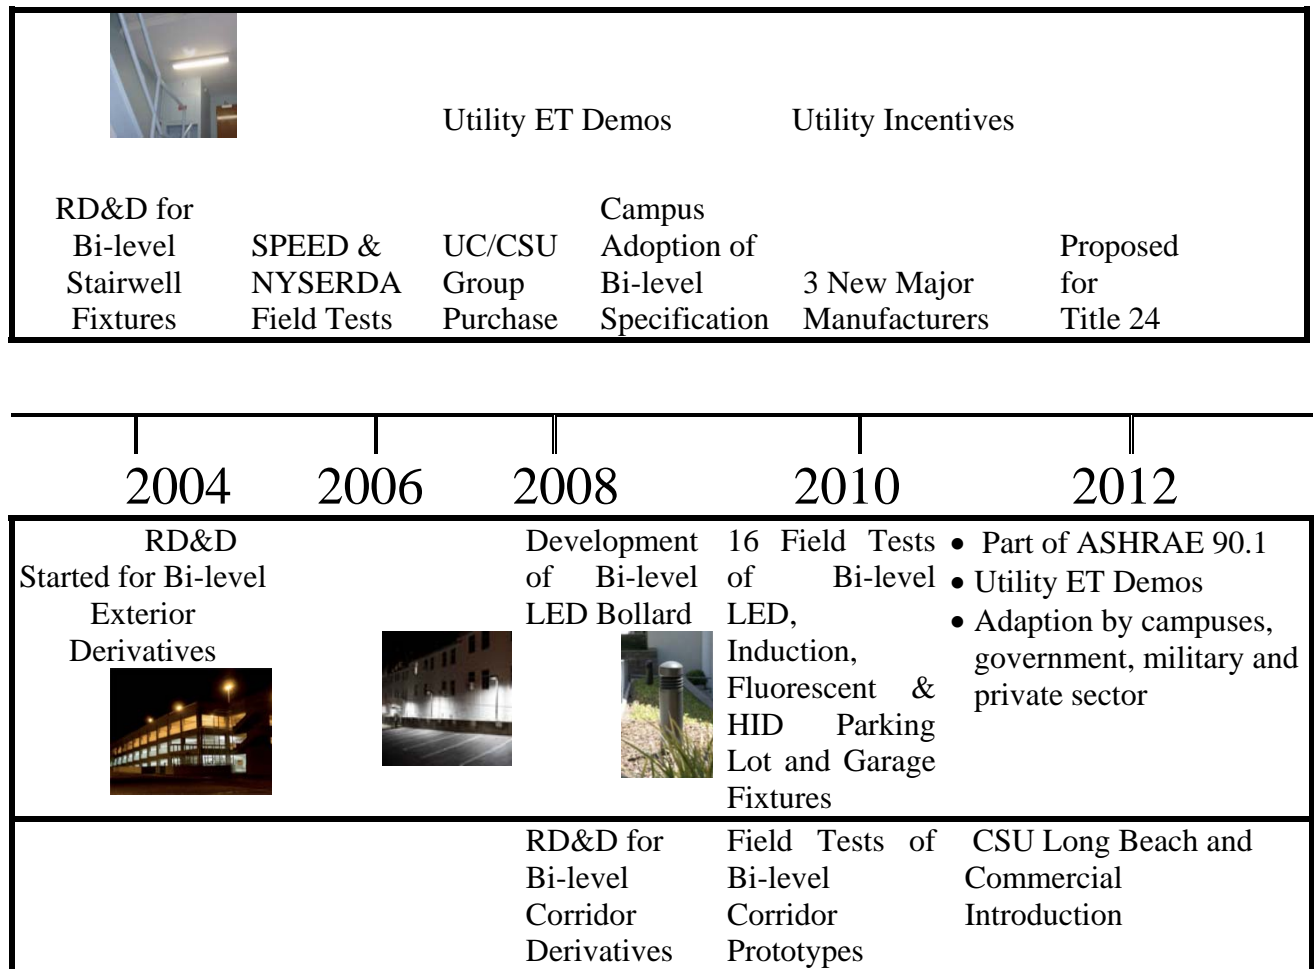 Utility ET Demos
Utility Incentives
RD&D for
Bi-level
Stairwell
Fixtures
SPEED &
NYSERDA
Field Tests
UC/CSU
Group
Purchase
Campus
Adoption of
Bi-level
Specification
3 New Major
Manufacturers
Proposed
for
Title 24
2004 2006 2008 2010 2012
RD&D
Started for Bi-level
Exterior
Derivatives
Development
of Bi-level
LED Bollard
16 Field Tests
of Bi-level
LED,
Induction,
Fluorescent &
HID Parking
Lot and Garage
Fixtures
• Part of ASHRAE 90.1
• Utility ET Demos
• Adaption by campuses,
government, military and
private sector
RD&D for
Bi-level
Corridor
Derivatives
Field Tests of
Bi-level
Corridor
Prototypes
CSU Long Beach and
Commercial
Introduction